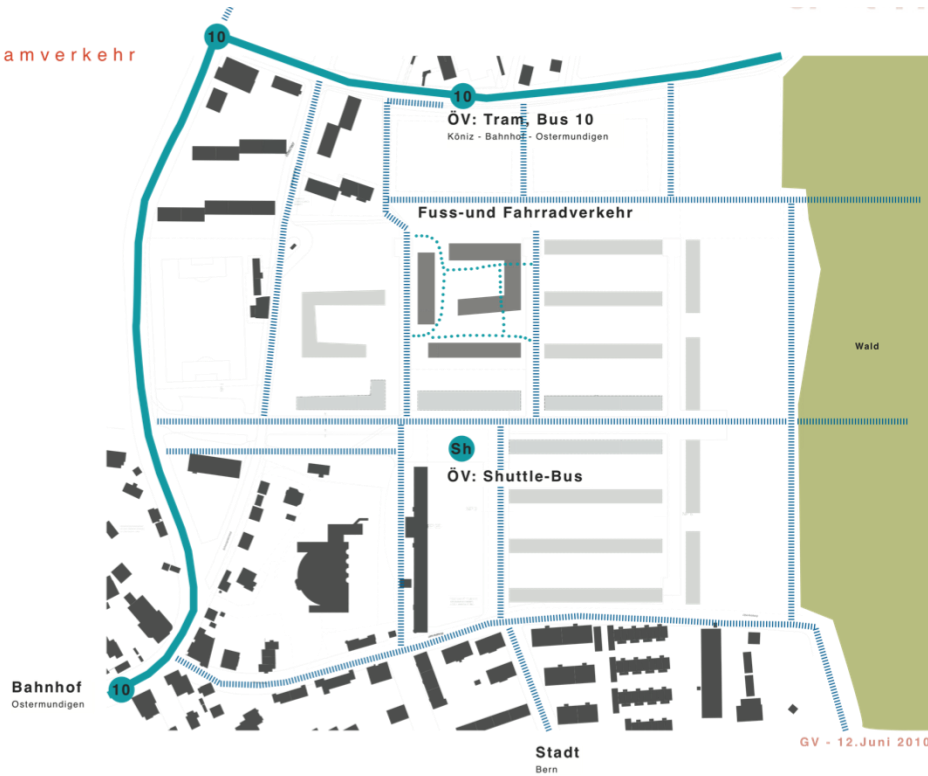 amverkehr
10
10
ÖV: Tram, Bus 10
Köniz - Bahnhof - Ostermundigen
Fuss-und Fahrradverkehr
Wald
Sh
ÖV: Shuttle-Bus
Bahnhof
Ostermundigen
10
GV - 12.Juni 2010
Stadt
Bern